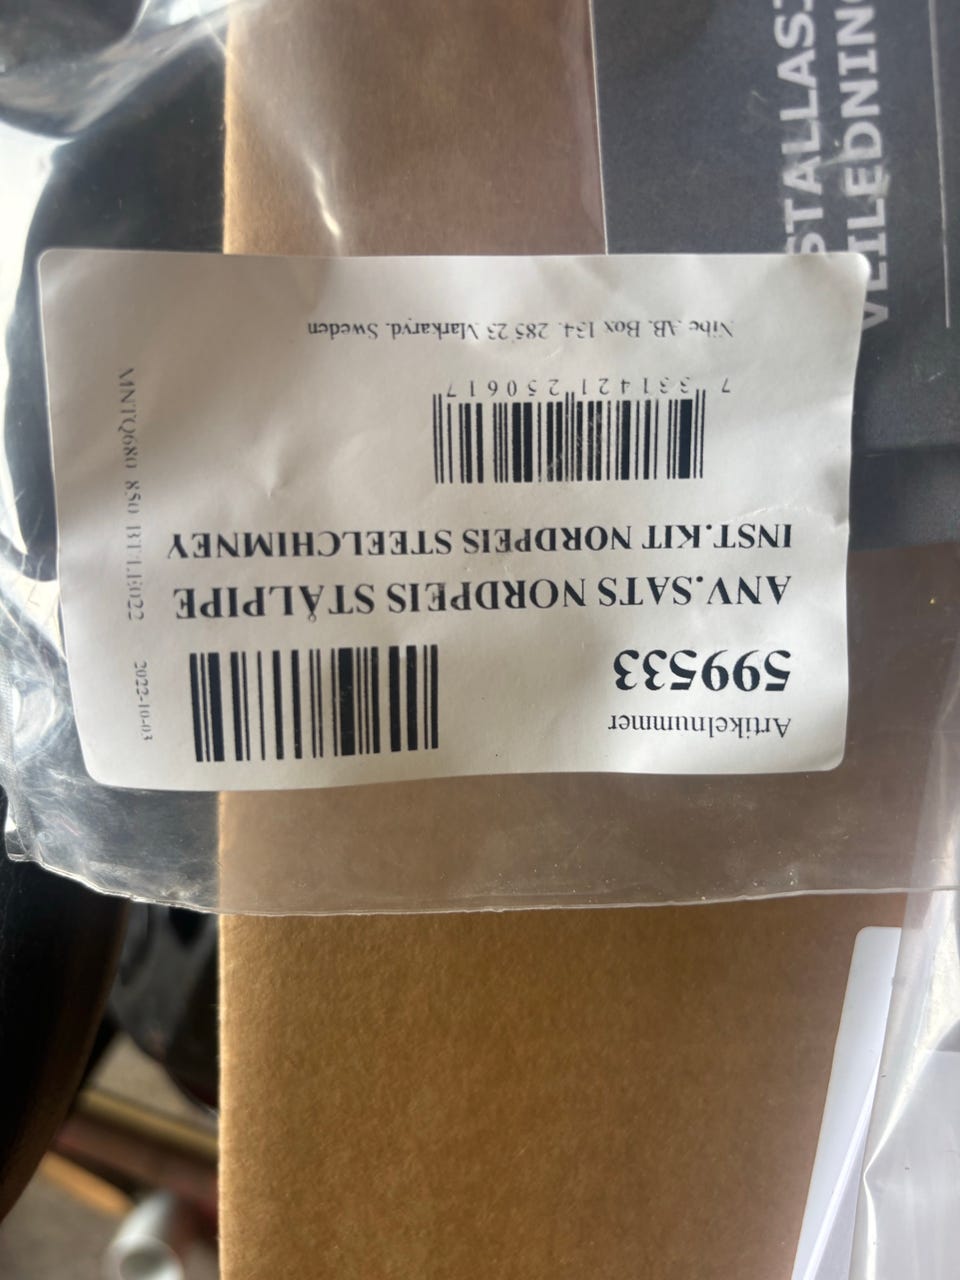 Artikelnummer
599533
ANV.SATS NORDPEIS STÅLPIPE
INST.KIT NORDPEIS STEELCHIMNEY
7 331421 250617
Nibe AB. Box 134. 285 23 Markaryd. Sweden
2022-10-03
STALLAS
VEILEDNING